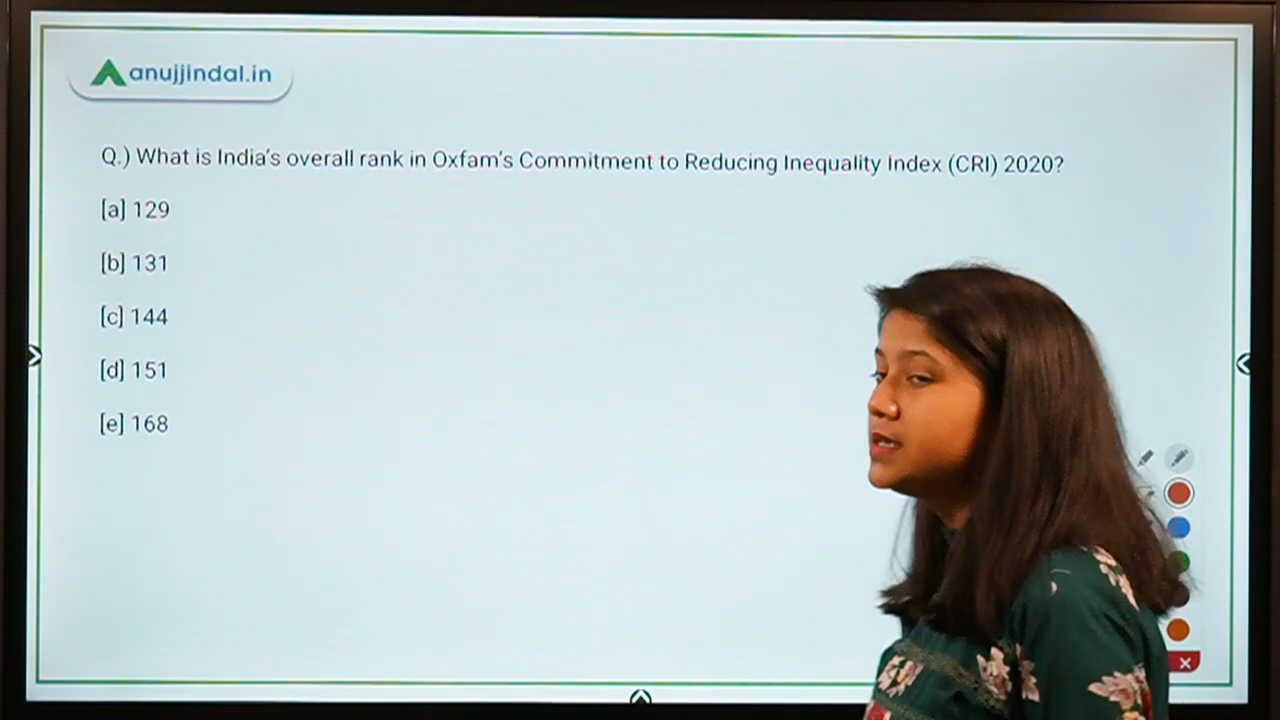 anujjindal.in
Q.) What is India's overall rank in Oxfam's Commitment to Reducing Inequality Index (CRI) 2020?
[a] 129
[b] 131
[c] 144
[d] 151
[e] 168